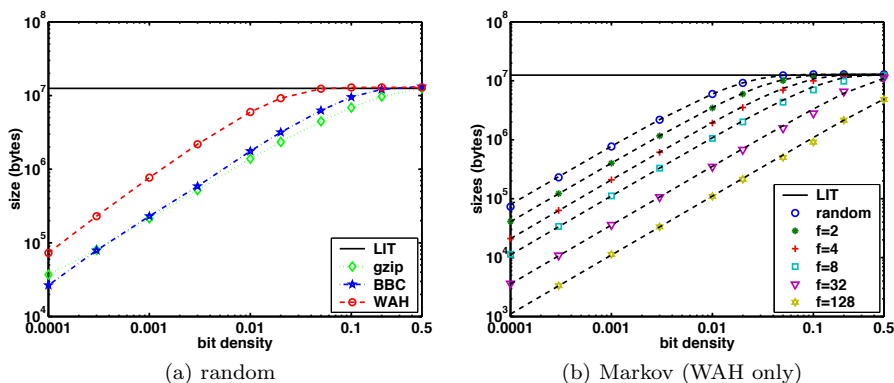 10^8
10^7
10^6
10^5
10^4
size (bytes)
0.0001
0.001
0.01
0.1
0.5
bit density
LIT
gzip
BBC
WAH
(a) random
10^8
10^7
10^6
10^5
10^4
10^3
sizes (bytes)
0.0001
0.001
0.01
0.1
0.5
bit density
LIT
random
f=2
f=4
f=8
f=32
f=128
(b) Markov (WAH only)